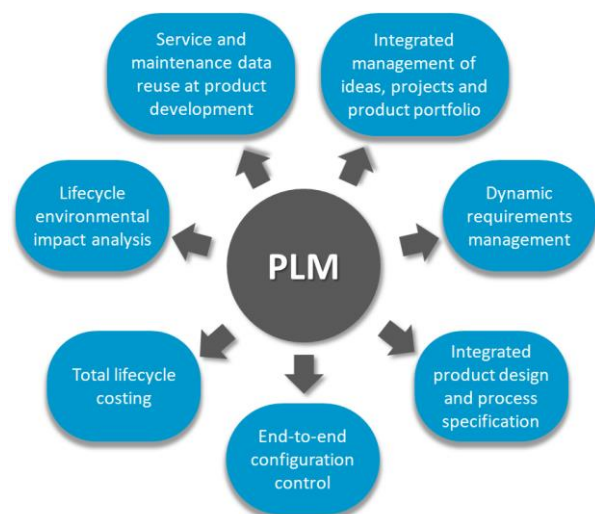 Service and
maintenance data
reuse at product
development
Integrated
management of
ideas, projects and
product portfolio
Lifecycle
environmental
impact analysis
PLM
Dynamic
requirements
management
Total lifecycle
costing
Integrated
product design
and process
specification
End-to-end
configuration
control